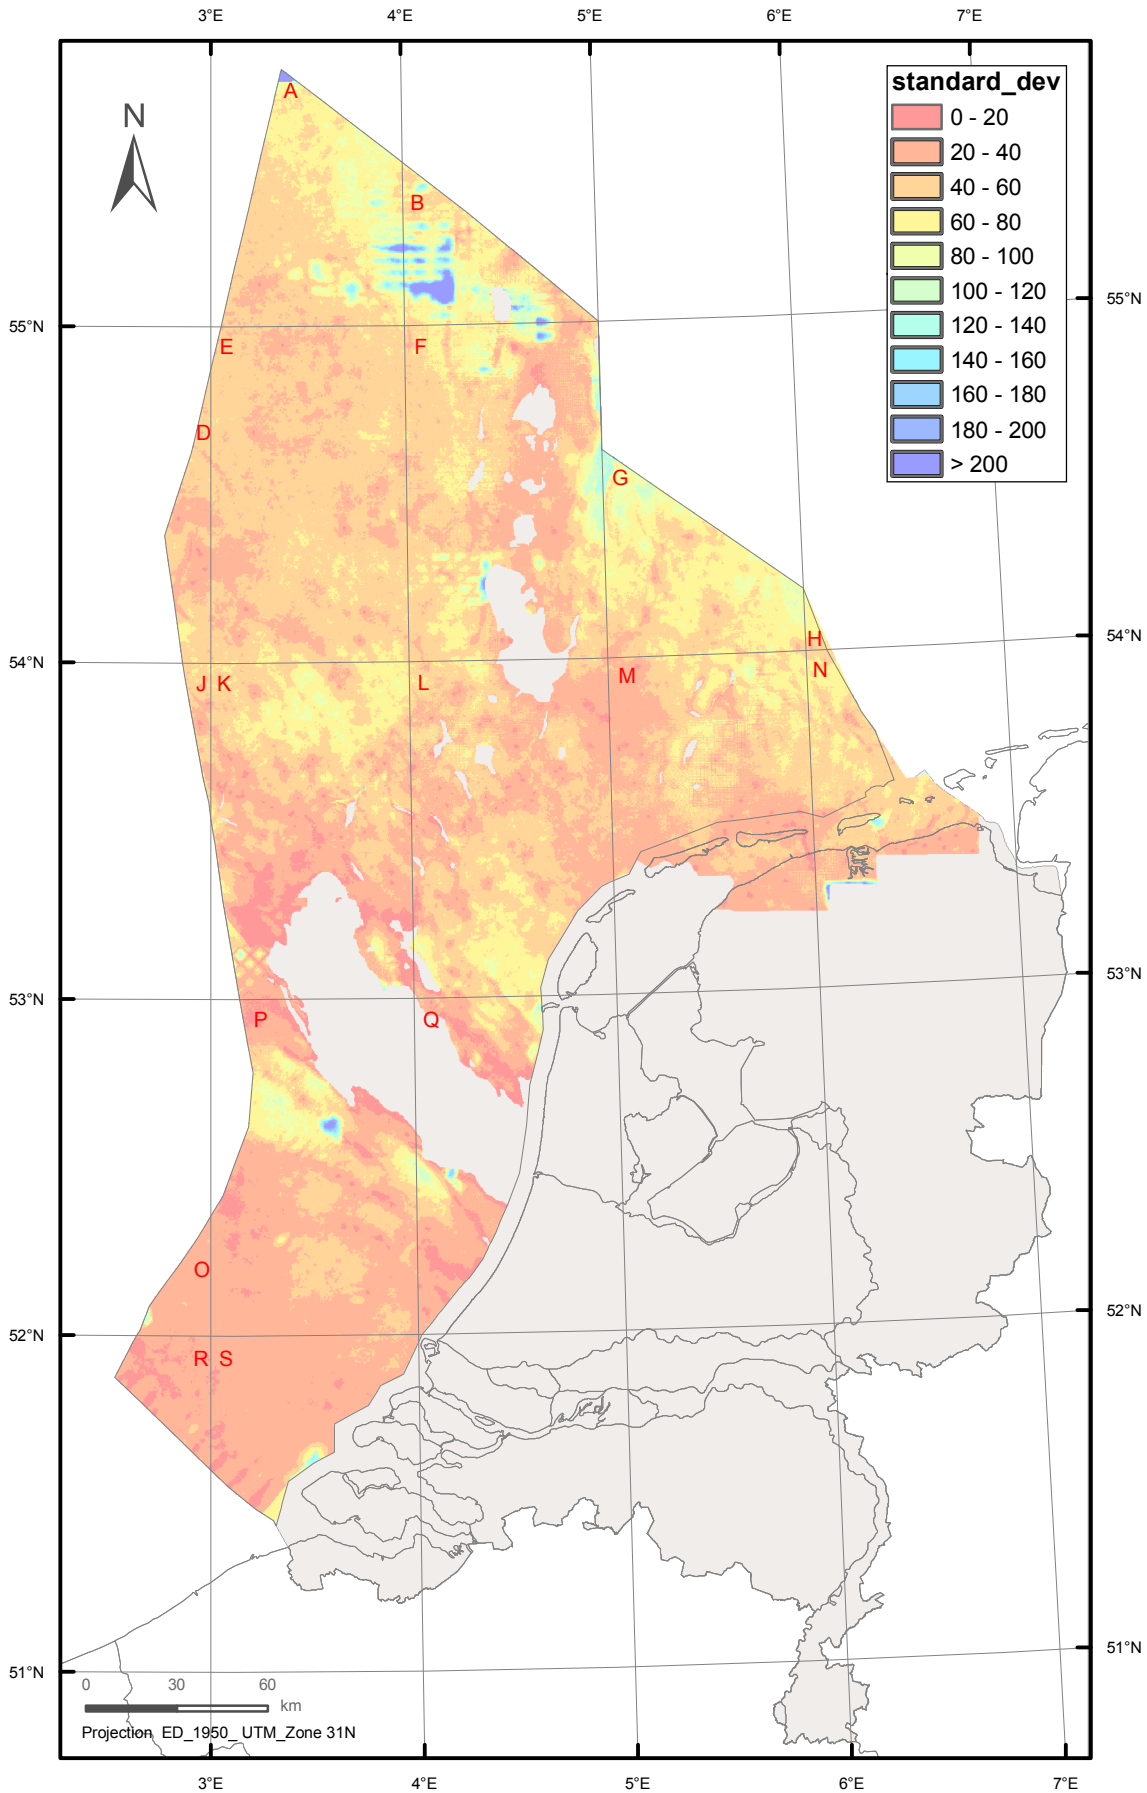 3°E 4°E 5°E 6°E 7°E
standard_dev
0 - 20
20 - 40
40 - 60
60 - 80
80 - 100
100 - 120
120 - 140
140 - 160
160 - 180
180 - 200
> 200
N
A
B
55°N 55°N
E F
D
G
H
54°N 54°N
J K L M N
53°N 53°N
P Q
O
52°N 52°N
R S
51°N 51°N
0 30 60
km
Projection ED_1950_ UTM_Zone 31N
3°E 4°E 5°E 6°E 7°E